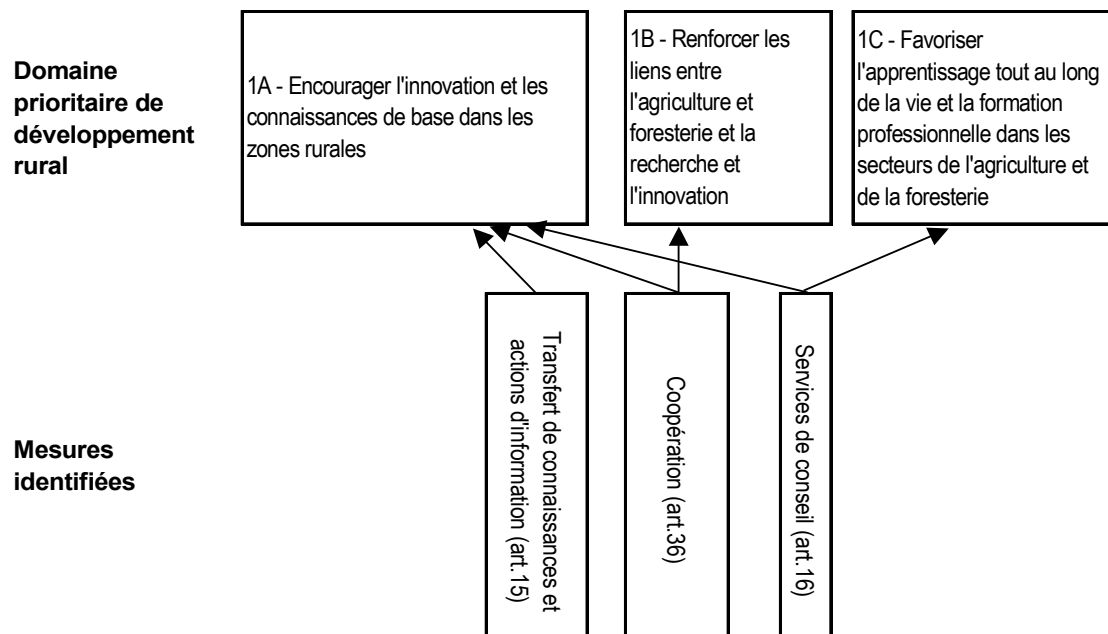 Domaine
prioritaire de
développement
rural
1A - Encourager l'innovation et les
connaissances de base dans les
zones rurales
1B - Renforcer les
liens entre
l'agriculture et
foresterie et la
recherche et
l'innovation
1C - Favoriser
l'apprentissage tout au long
de la vie et la formation
professionnelle dans les
secteurs de l'agriculture et
de la foresterie
Mesures
identifiées
Transfert de connaissances et
actions d'information (art.15)
Coopération (art.36)
Services de conseil (art.16)